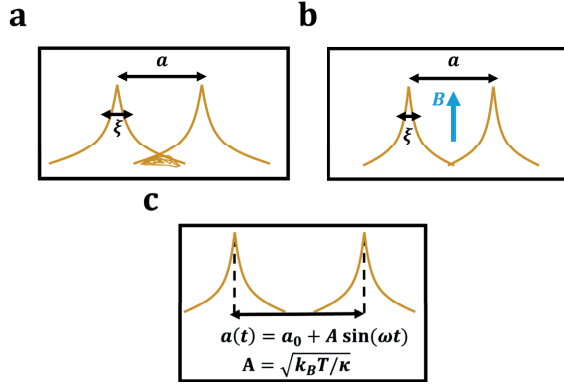 a
a
ξ
b
a
B
ξ
c
a(t) = a₀ + A sin(ωt)
A = √k_BT/κ